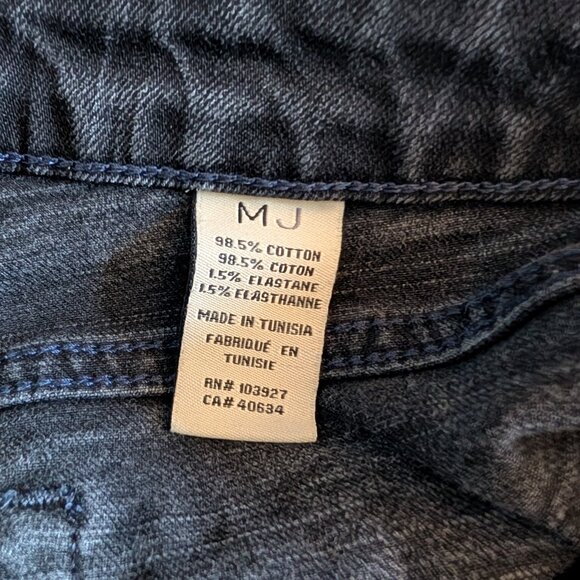 MJ
98.5% COTTON
98.5% COTON
1.5% ELASTANE
1.5% ELASTHANNE
MADE IN TUNISIA
FABRIQUÉ EN
TUNISIE
RN# 103927
CA# 40634